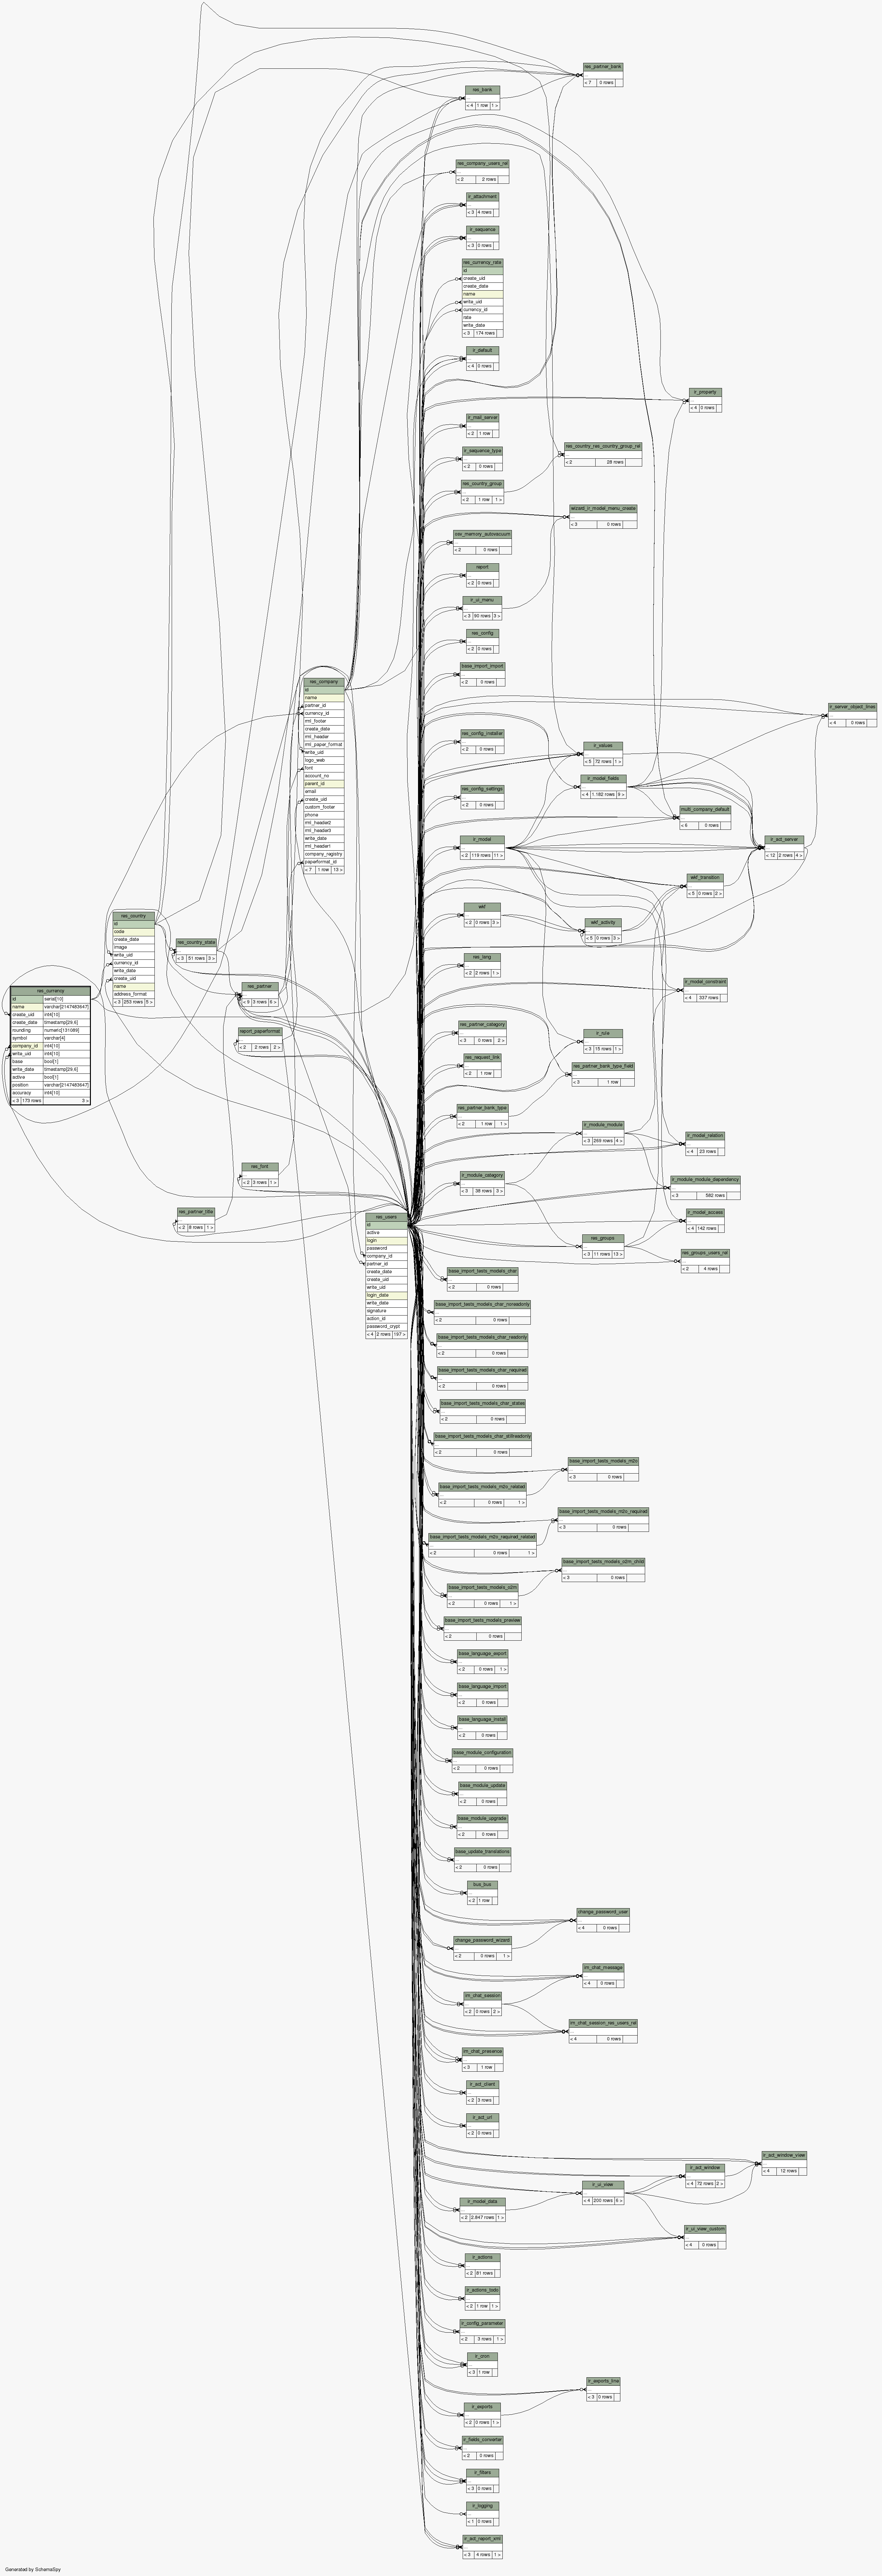 res_partner_bank
...
< 7 0 rows
res_bank
...
< 4 1 row 1 >
res_company_users_rel
...
< 2 2 rows
ir_attachment
...
< 3 4 rows
ir_sequence
...
< 3 0 rows
res_currency_rate
id
create_uid
create_date
name
write_uid
currency_id
rate
write_date
< 3 174 rows
ir_default
...
< 4 0 rows
ir_property
...
< 4 0 rows
ir_mail_server
...
< 2 1 row
res_country_res_country_group_rel
...
< 2 28 rows
ir_sequence_type
...
< 2 0 rows
res_country_group
...
< 2 1 row 1 >
wizard_ir_model_menu_create
...
< 3 0 rows
osv_memory_autovacuum
...
< 2 0 rows
report
...
< 2 0 rows
ir_ui_menu
...
< 3 90 rows 3 >
res_config
...
< 2 0 rows
base_import_import
...
< 2 0 rows
res_company
id
name
partner_id
currency_id
rml_footer
create_date
rml_header
rml_paper_format
write_uid
logo_web
font
account_no
parent_id
email
create_uid
custom_footer
phone
rml_header2
rml_header3
write_date
rml_header1
company_registry
paperformat_id
< 7 1 row 13 >
ir_server_object_lines
...
< 4 0 rows
res_config_installer
...
< 2 0 rows
ir_values
...
< 5 72 rows 1 >
ir_model_fields
...
< 4 1.182 rows 9 >
res_config_settings
...
< 2 0 rows
multi_company_default
...
< 6 0 rows
ir_model
...
< 2 119 rows 11 >
ir_act_server
...
< 12 2 rows 4 >
wkf_transition
...
< 5 0 rows 2 >
wkf
...
< 2 0 rows 3 >
wkf_activity
...
< 5 0 rows 3 >
res_country
id
code
create_date
image
write_uid
currency_id
write_date
create_uid
name
address_format
< 3 253 rows 5 >
res_country_state
...
< 3 51 rows 3 >
res_lang
...
< 2 2 rows 1 >
ir_model_constraint
...
< 4 337 rows
res_partner
...
< 9 3 rows 6 >
res_currency
id serial[10]
name varchar[2147483647]
create_uid int4[10]
create_date timestamp[29,6]
rounding numeric[131089]
symbol varchar[4]
company_id int4[10]
write_uid int4[10]
base bool[1]
write_date timestamp[29,6]
active bool[1]
position varchar[2147483647]
accuracy int4[10]
< 3 173 rows 3 >
report_paperformat
...
< 2 2 rows 2 >
res_partner_category
...
< 3 0 rows 2 >
ir_rule
...
< 3 15 rows 1 >
res_request_link
...
< 2 1 row
res_partner_bank_type_field
...
< 3 1 row
res_partner_bank_type
...
< 2 1 row 1 >
ir_module_module
...
< 3 269 rows 4 >
ir_model_relation
...
< 4 23 rows
res_font
...
< 2 3 rows 1 >
ir_module_category
...
< 3 38 rows 3 >
ir_module_module_dependency
...
< 3 582 rows
res_partner_title
...
< 2 8 rows 1 >
ir_model_access
...
< 4 142 rows
res_users
id
active
login
password
company_id
partner_id
create_date
create_uid
write_uid
login_date
write_date
signature
action_id
password_crypt
< 4 2 rows 197 >
res_groups
...
< 3 11 rows 13 >
res_groups_users_rel
...
< 2 4 rows
base_import_tests_models_char
...
< 2 0 rows
base_import_tests_models_char_noreadonly
...
< 2 0 rows
base_import_tests_models_char_readonly
...
< 2 0 rows
base_import_tests_models_char_required
...
< 2 0 rows
base_import_tests_models_char_states
...
< 2 0 rows
base_import_tests_models_char_stillreadonly
...
< 2 0 rows
base_import_tests_models_m2o
...
< 3 0 rows
base_import_tests_models_m2o_related
...
< 2 0 rows 1 >
base_import_tests_models_m2o_required
...
< 3 0 rows
base_import_tests_models_m2o_required_related
...
< 2 0 rows 1 >
base_import_tests_models_o2m_child
...
< 3 0 rows
base_import_tests_models_o2m
...
< 2 0 rows 1 >
base_import_tests_models_preview
...
< 2 0 rows
base_language_export
...
< 2 0 rows 1 >
base_language_import
...
< 2 0 rows
base_language_install
...
< 2 0 rows
base_module_configuration
...
< 2 0 rows
base_module_update
...
< 2 0 rows
base_module_upgrade
...
< 2 0 rows
base_update_translations
...
< 2 0 rows
bus_bus
...
< 2 1 row
change_password_user
...
< 4 0 rows
change_password_wizard
...
< 2 0 rows 1 >
im_chat_message
...
< 4 0 rows
im_chat_session
...
< 2 0 rows 2 >
im_chat_session_res_users_rel
...
< 4 0 rows
im_chat_presence
...
< 3 1 row
ir_act_client
...
< 2 3 rows
ir_act_url
...
< 2 0 rows
ir_act_window_view
...
< 4 12 rows
ir_act_window
...
< 4 72 rows 2 >
ir_ui_view
...
< 4 200 rows 6 >
ir_model_data
...
< 2 2.847 rows 1 >
ir_ui_view_custom
...
< 4 0 rows
ir_actions
...
< 2 81 rows
ir_actions_todo
...
< 2 1 row 1 >
ir_config_parameter
...
< 2 3 rows 1 >
ir_cron
...
< 3 1 row
ir_exports_line
...
< 3 0 rows
ir_exports
...
< 2 0 rows 1 >
ir_fields_converter
...
< 2 0 rows
ir_filters
...
< 3 0 rows
ir_logging
...
< 1 0 rows
ir_act_report_xml
...
< 3 4 rows 1 >
Generated by SchemaSpy